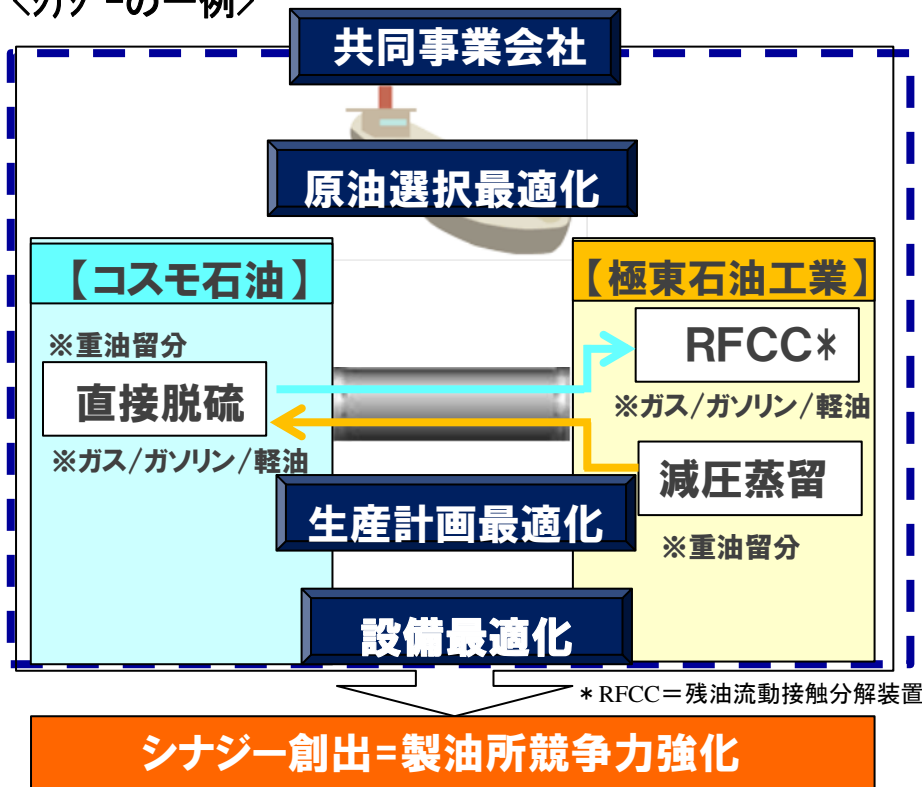 共同事業会社
原油選択最適化
【コスモ石油】
※重油留分
直接脱硫
※ガス/ガソリン/軽油
【極東石油工業】
RFCC*
※ガス/ガソリン/軽油
減圧蒸留
※重油留分
生産計画最適化
設備最適化
* RFCC=残油流動接触分解装置
シナジー創出=製油所競争力強化